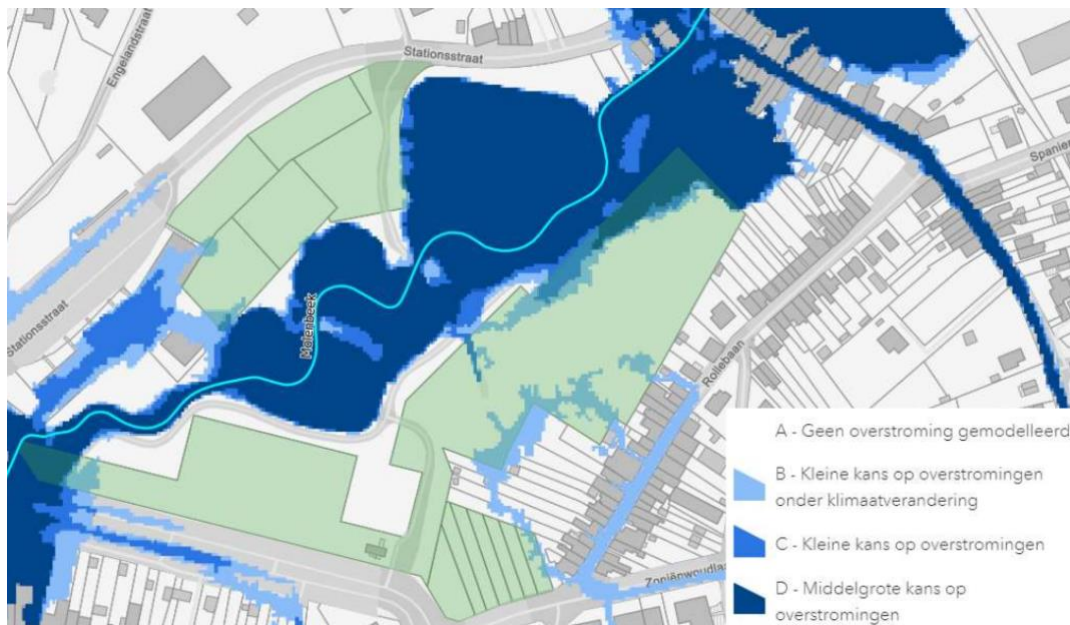 Engelandstraat
Stationsstraat
Stationsstraat
Molenbeek
Rollebaan
Spanier
Zoniënwoudla
A - Geen overstroming gemodelleerd
B - Kleine kans op overstromingen
onder klimaatverandering
C - Kleine kans op overstromingen
D - Middelgrote kans op
overstromingen